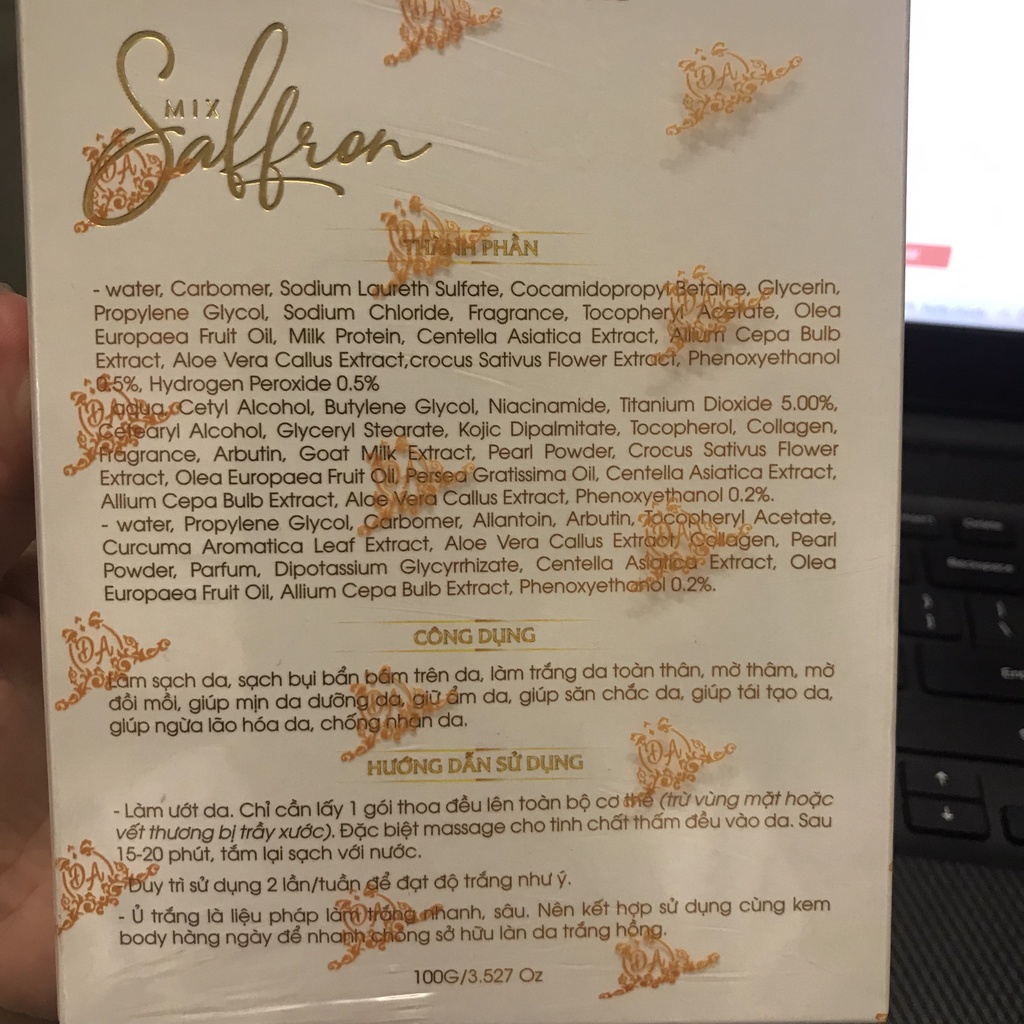 MIX
Saffron
THÀNH PHẦN
- water, Carbomer, Sodium Laureth Sulfate, Cocamidopropyl Betaine, Glycerin,
Propylene Glycol, Sodium Chloride, Fragrance, Tocopheryl Acetate, Olea
Europaea Fruit Oil, Milk Protein, Centella Asiatica Extract, Allium Cepa Bulb
Extract, Aloe Vera Callus Extract,crocus Sativus Flower Extract, Phenoxyethanol
0.5%, Hydrogen Peroxide 0.5%
- aqua, Cetyl Alcohol, Butylene Glycol, Niacinamide, Titanium Dioxide 5.00%,
Cetearyl Alcohol, Glyceryl Stearate, Kojic Dipalmitate, Tocopherol, Collagen,
Fragrance, Arbutin, Goat Milk Extract, Pearl Powder, Crocus Sativus Flower
Extract, Olea Europaea Fruit Oil, Persea Gratissima Oil, Centella Asiatica Extract,
Allium Cepa Bulb Extract, Aloe Vera Callus Extract, Phenoxyethanol 0.2%.
- water, Propylene Glycol, Carbomer, Allantoin, Arbutin, Tocopheryl Acetate,
Curcuma Aromatica Leaf Extract, Aloe Vera Callus Extract, Collagen, Pearl
Powder, Parfum, Dipotassium Glycyrrhizate, Centella Asiatica Extract, Olea
Europaea Fruit Oil, Allium Cepa Bulb Extract, Phenoxyethanol 0.2%.
CÔNG DỤNG
Làm sạch da, sạch bụi bẩn bám trên da, làm trắng da toàn thân, mờ thâm, mờ
đồi mồi, giúp mịn da dưỡng da, giữ ẩm da, giúp săn chắc da, giúp tái tạo da,
giúp ngừa lão hóa da, chống nhăn da.
HƯỚNG DẪN SỬ DỤNG
- Làm ướt da. Chỉ cần lấy 1 gói thoa đều lên toàn bộ cơ thể (trừ vùng mặt hoặc
vết thương bị trầy xước). Đặc biệt massage cho tinh chất thấm đều vào da. Sau
15-20 phút, tắm lại sạch với nước.
- Duy trì sử dụng 2 lần/tuần để đạt độ trắng như ý.
- Ủ trắng là liệu pháp làm trắng nhanh, sâu. Nên kết hợp sử dụng cùng kem
body hàng ngày để nhanh chóng sở hữu làn da trắng hồng.
100G/3.527 Oz